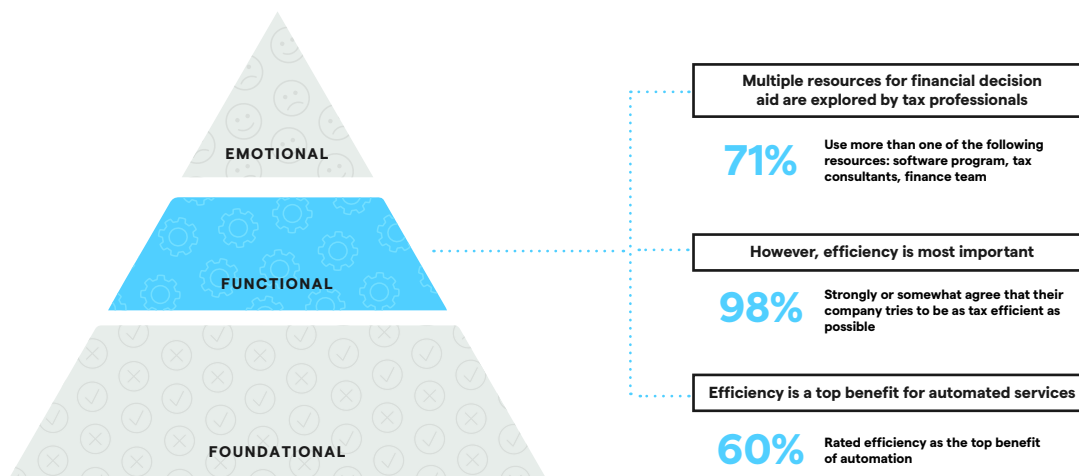 EMOTIONAL
FUNCTIONAL
FOUNDATIONAL
Multiple resources for financial decision
aid are explored by tax professionals
71%
Use more than one of the following
resources: software program, tax
consultants, finance team
However, efficiency is most important
98%
Strongly or somewhat agree that their
company tries to be as tax efficient as
possible
Efficiency is a top benefit for automated services
60%
Rated efficiency as the top benefit
of automation